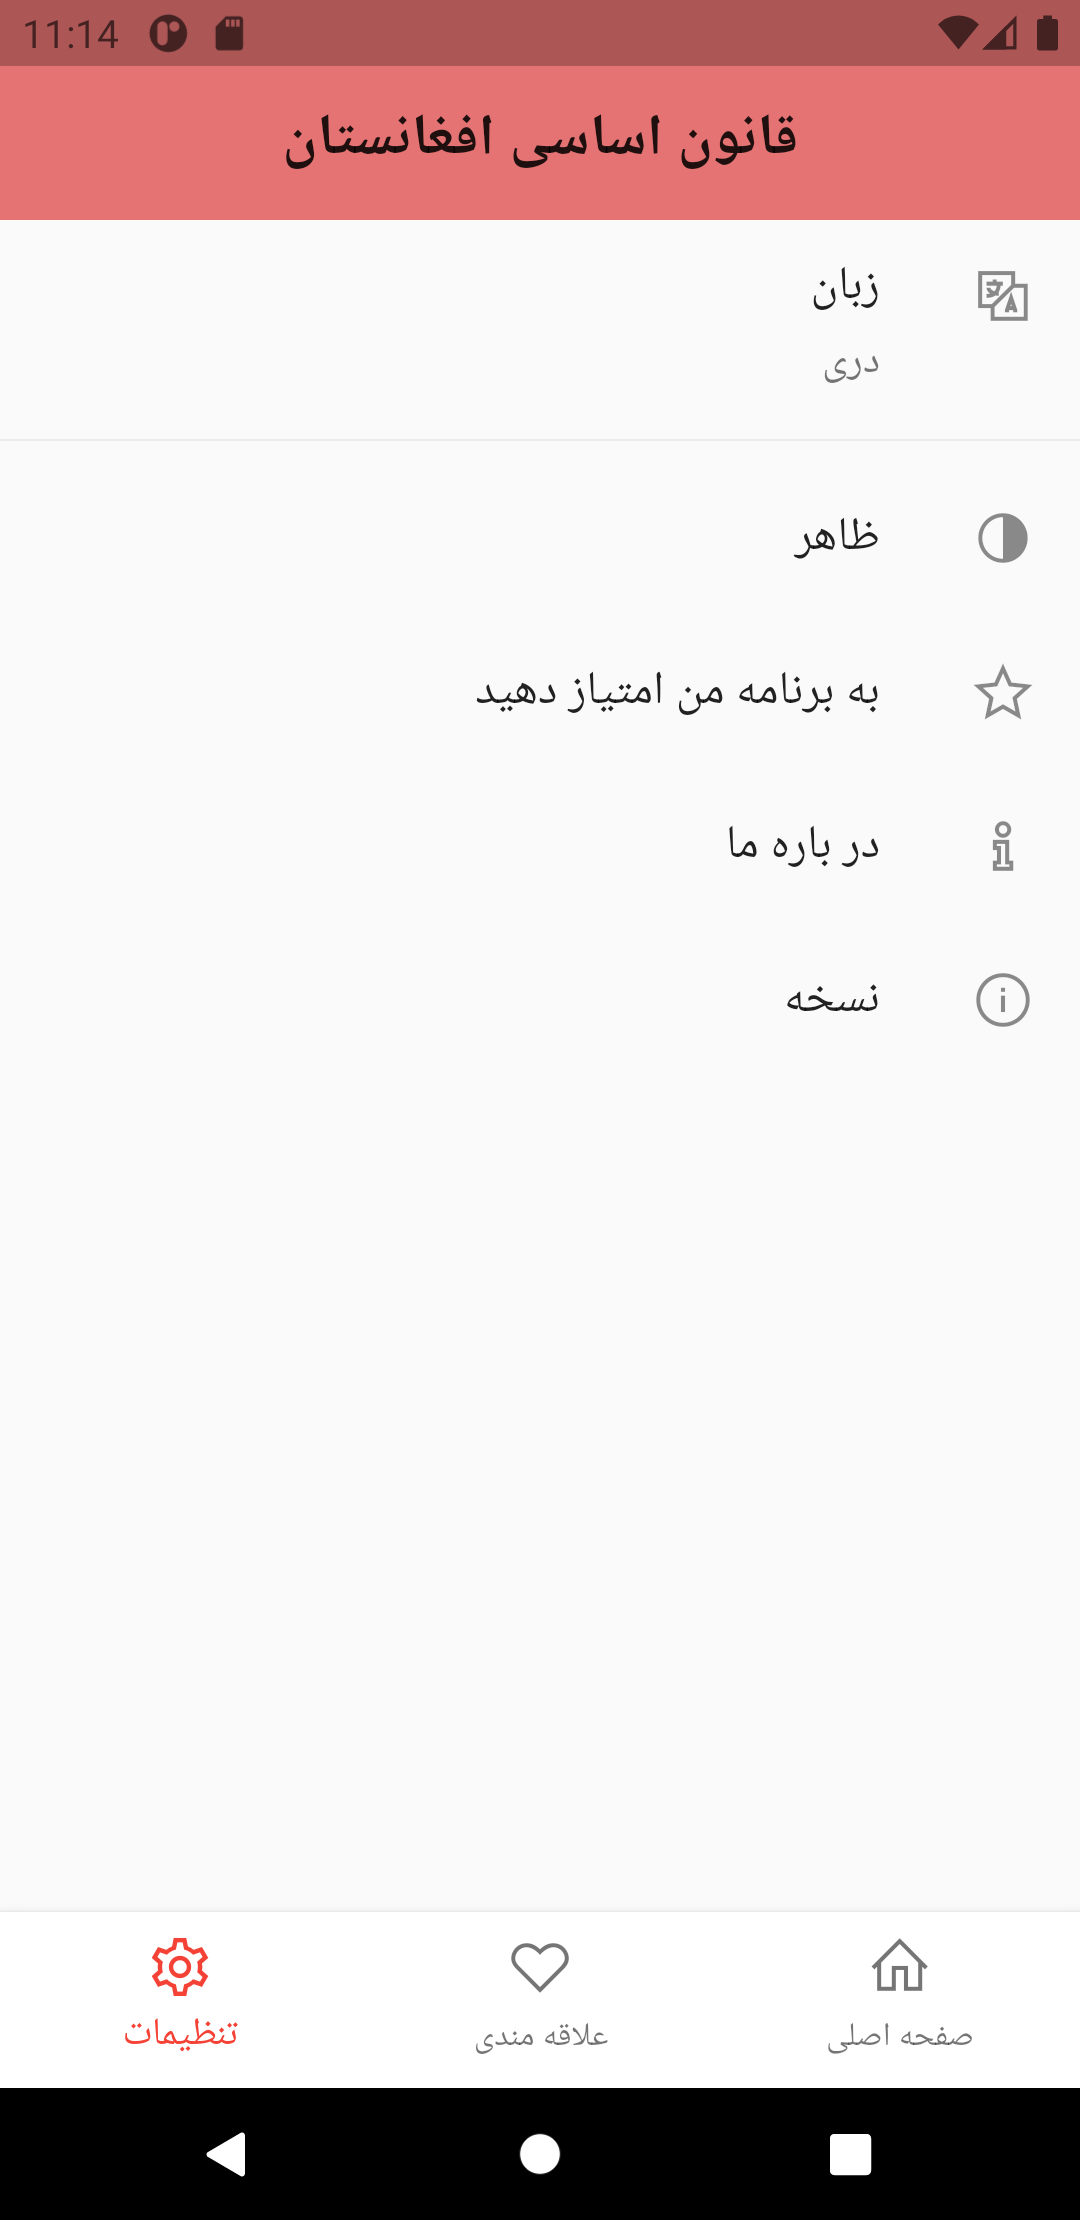 11:14
قانون اساسی افغانستان
زبان
دری
ظاهر
به برنامه من امتیاز دهید
در باره ما
نسخه
صفحه اصلی
علاقه مندی
تنظیمات